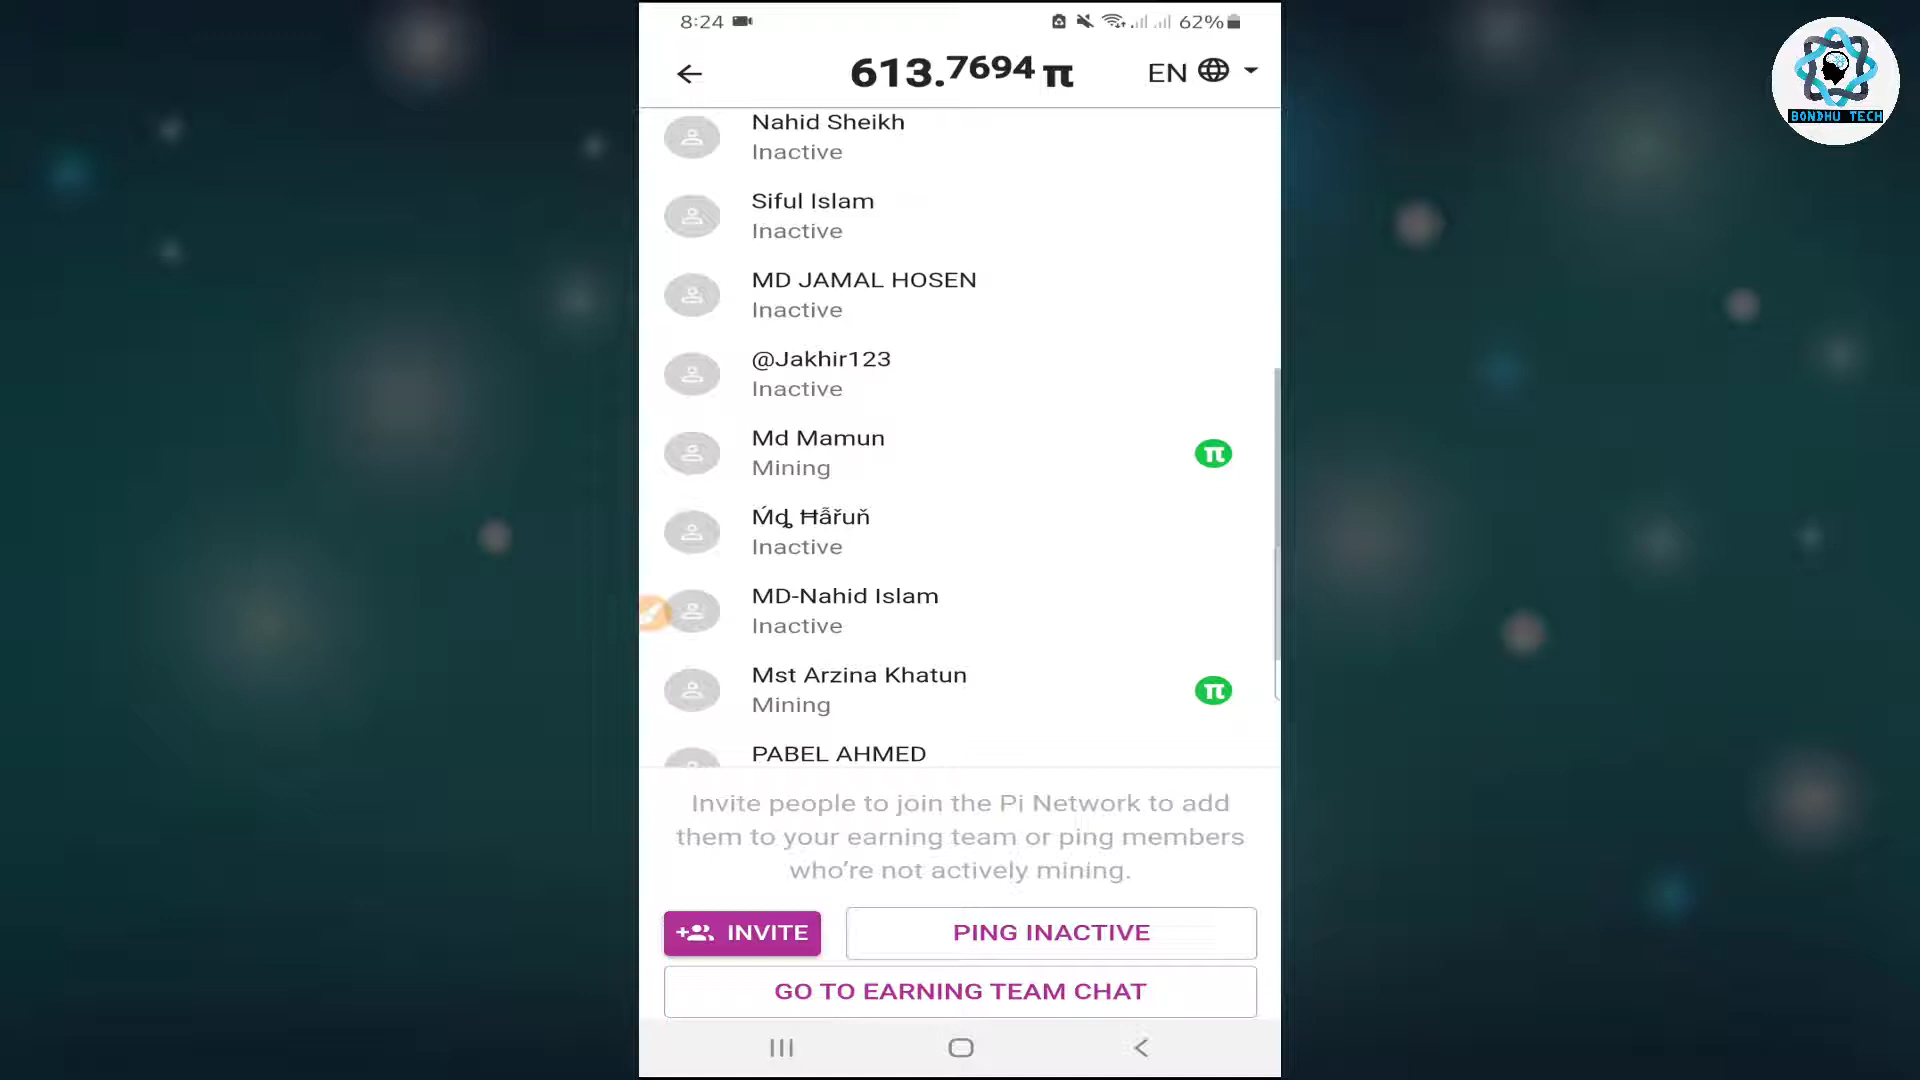 8:24
62%
613.7694 π
EN
BONDHU TECH
Nahid Sheikh
Inactive
Siful Islam
Inactive
MD JAMAL HOSEN
Inactive
@Jakhir123
Inactive
Md Mamun
Mining
π
Ḿȡ Ħẫřuň
Inactive
MD-Nahid Islam
Inactive
Mst Arzina Khatun
Mining
π
PABEL AHMED
Invite people to join the Pi Network to add
them to your earning team or ping members
who’re not actively mining.
INVITE
PING INACTIVE
GO TO EARNING TEAM CHAT